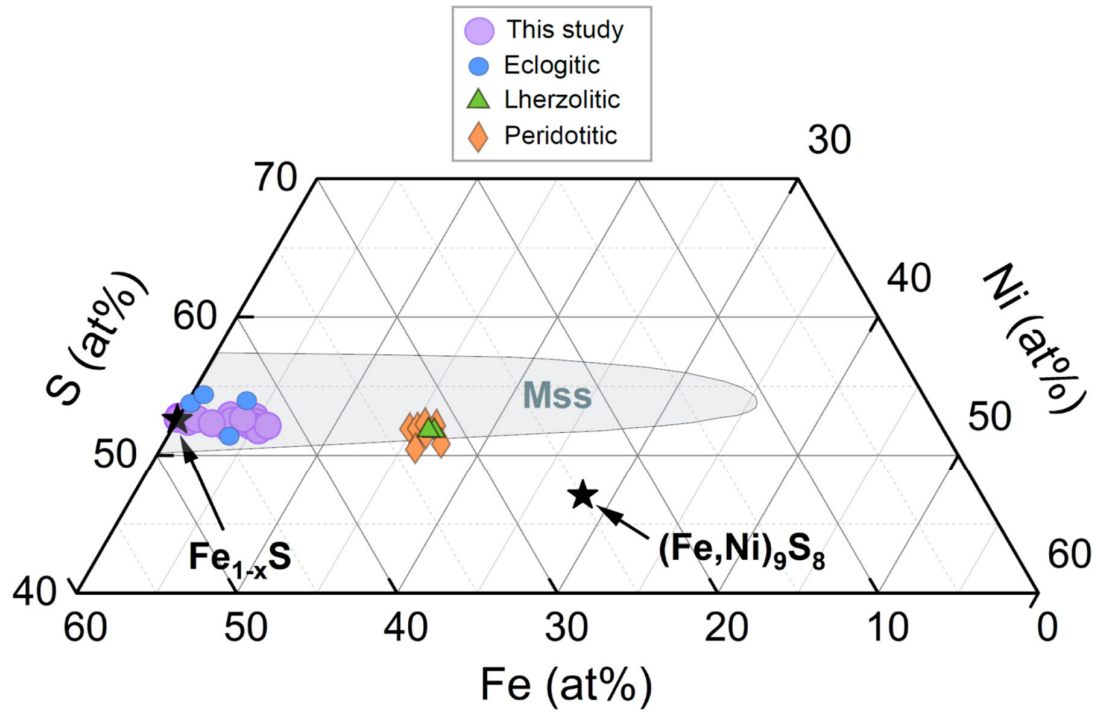 This study
Eclogitic
Lherzolitic
Peridotitic
30
70
40
Ni (at%)
60
S (at%)
Mss
50
50
Fe₁₋ₓS
(Fe,Ni)₉S₈
60
40
60
50
40
30
20
10
0
Fe (at%)